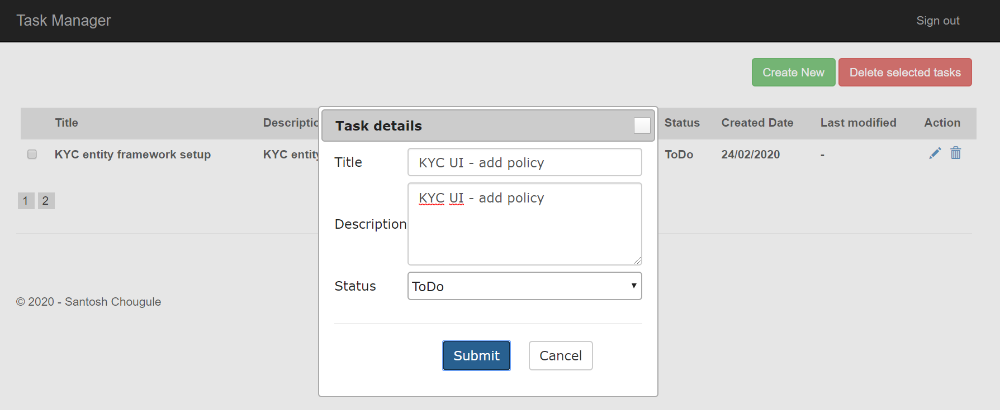 Task Manager
Sign out
Create New
Delete selected tasks
Title
Status
Created Date
Last modified
Action
KYC entity framework setup
KYC
ToDo
24/02/2020
-
1
2
Task details
Title
KYC UI - add policy
Description
KYC UI - add policy
Status
ToDo
Submit
Cancel
© 2020 - Santosh Chougule